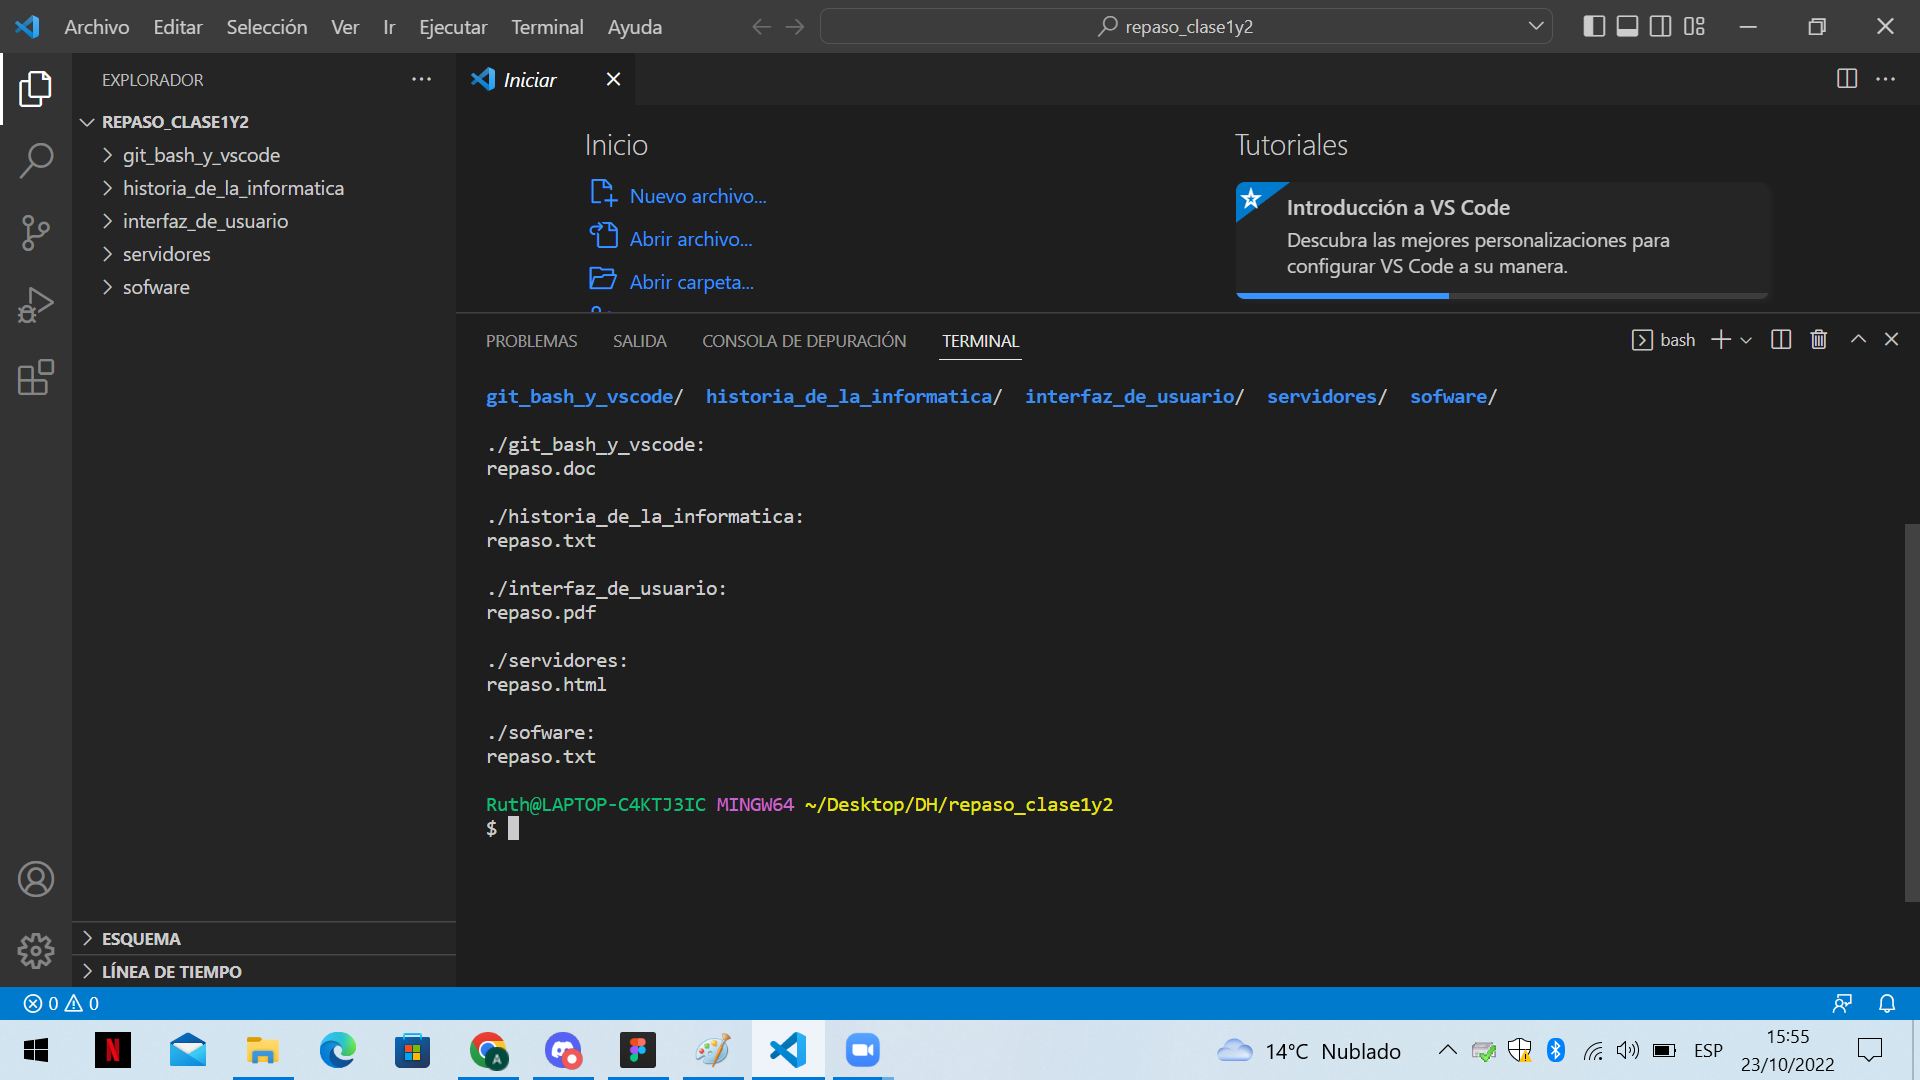 Archivo Editar Selección Ver Ir Ejecutar Terminal Ayuda
repaso_clase1y2
EXPLORADOR
REPASO_CLASE1Y2
git_bash_y_vscode
historia_de_la_informatica
interfaz_de_usuario
servidores
sofware
ESQUEMA
LÍNEA DE TIEMPO
Iniciar
Inicio
Nuevo archivo...
Abrir archivo...
Abrir carpeta...
Tutoriales
Introducción a VS Code
Descubra las mejores personalizaciones para
configurar VS Code a su manera.
PROBLEMAS SALIDA CONSOLA DE DEPURACIÓN TERMINAL
bash
git_bash_y_vscode/ historia_de_la_informatica/ interfaz_de_usuario/ servidores/ sofware/
./git_bash_y_vscode:
repaso.doc
./historia_de_la_informatica:
repaso.txt
./interfaz_de_usuario:
repaso.pdf
./servidores:
repaso.html
./sofware:
repaso.txt
Ruth@LAPTOP-C4KTJ3IC MINGW64 ~/Desktop/DH/repaso_clase1y2
$
0 0
N
A
14°C Nublado
ESP
15:55
23/10/2022